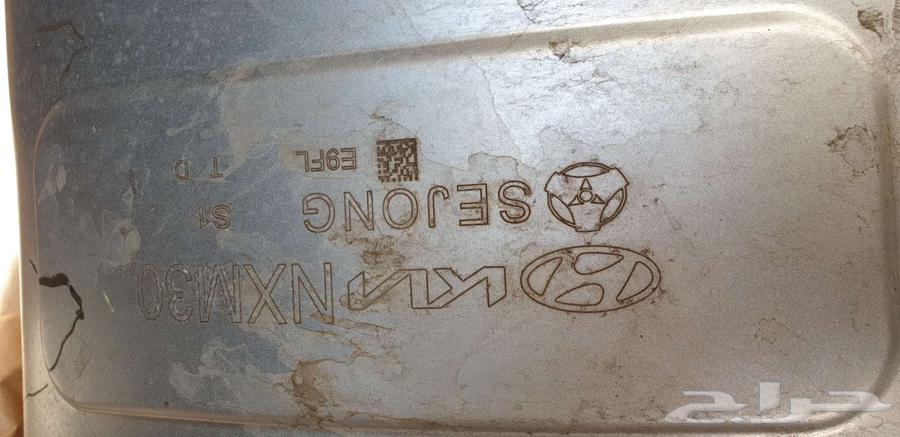 KIA NXM30
SEJONG S1
E9FL T D
حراج